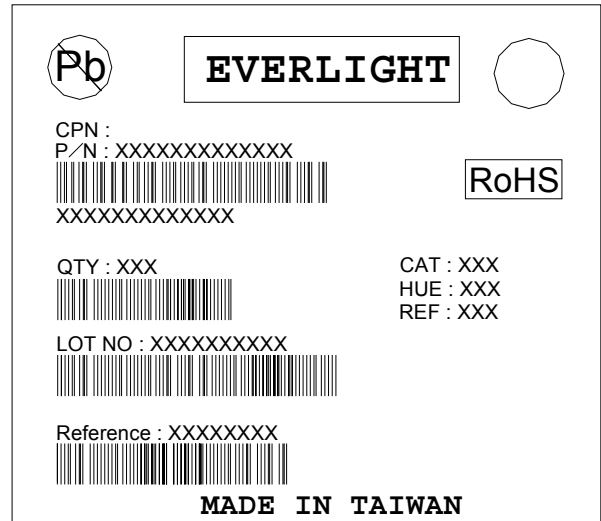 Pb
EVERLIGHT
CPN :
P/N : XXXXXXXXXXXXX
RoHS
XXXXXXXXXXXXX
QTY : XXX
CAT : XXX
HUE : XXX
REF : XXX
LOT NO : XXXXXXXXXX
Reference : XXXXXXXX
MADE IN TAIWAN